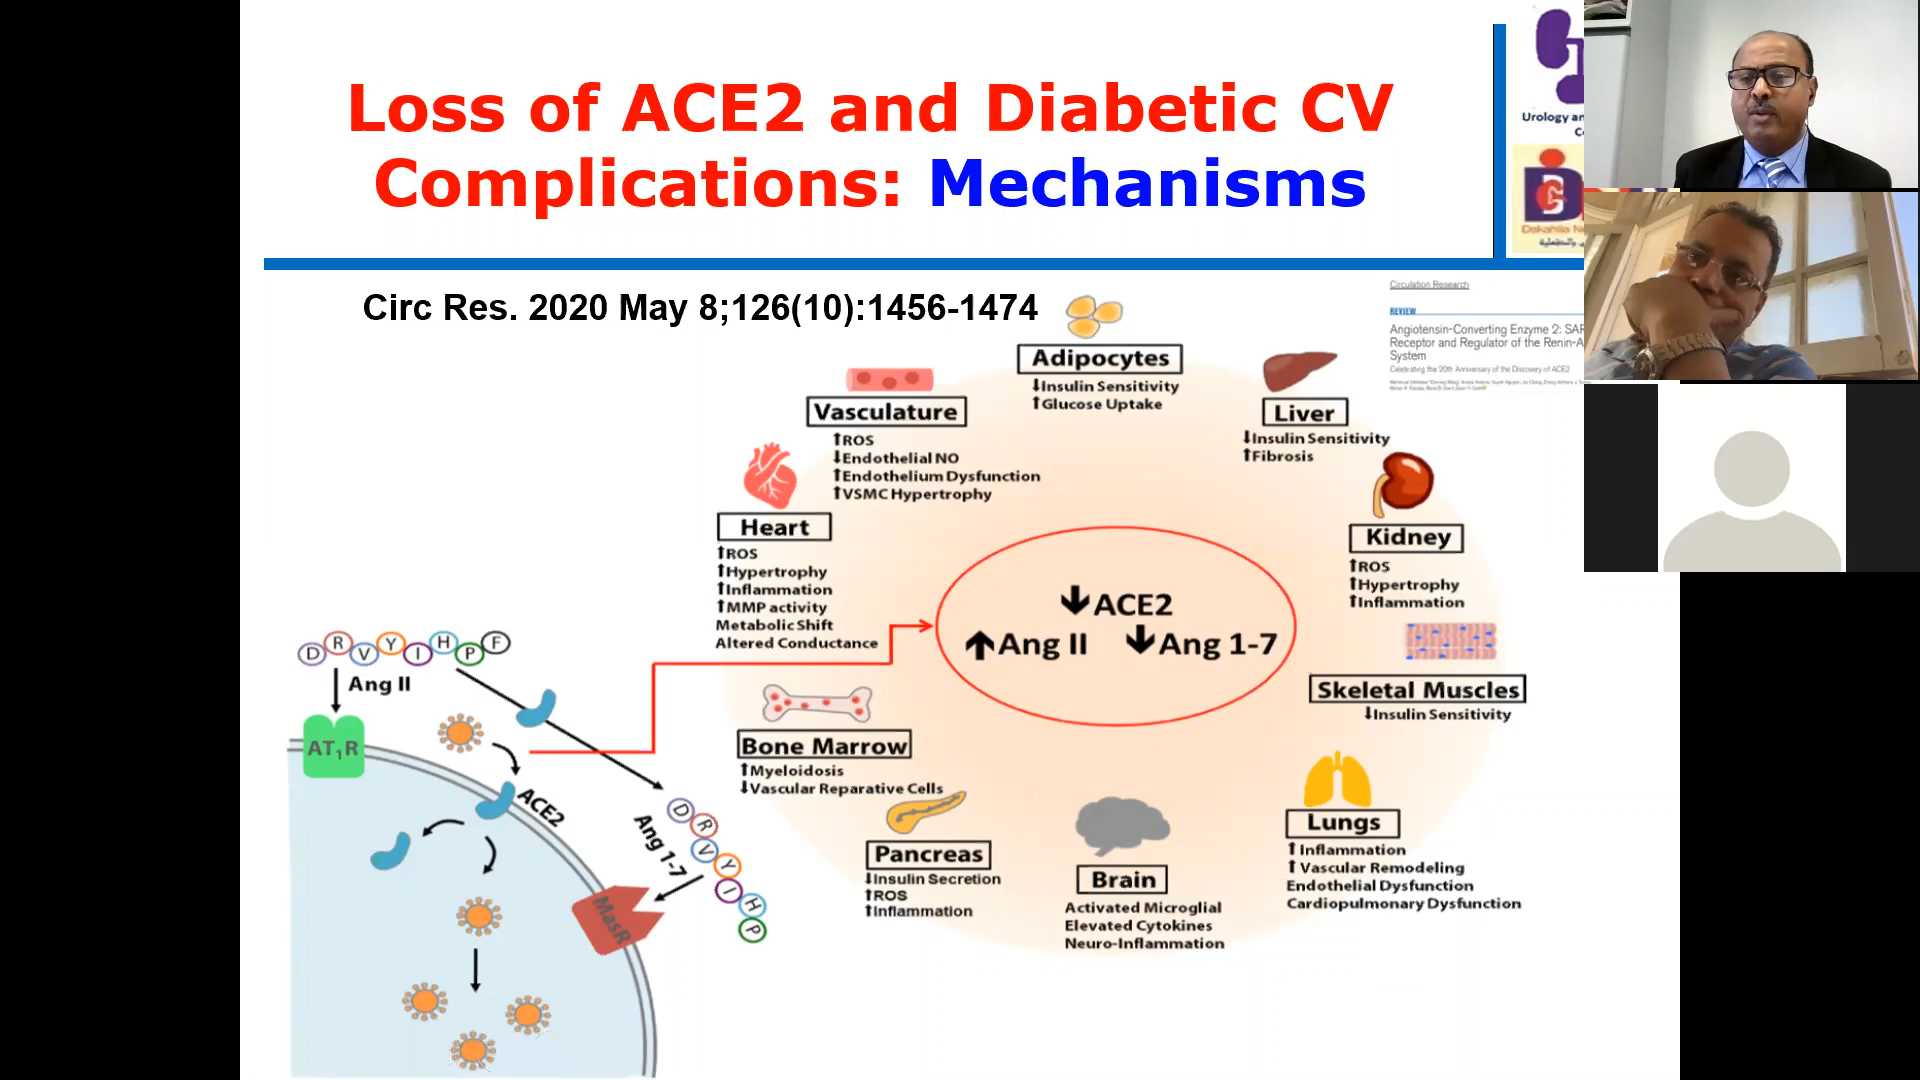 Loss of ACE2 and Diabetic CV
Complications: Mechanisms
Urology an
Ce
D
Dakahlia Ne
Circ Res. 2020 May 8;126(10):1456-1474
Circulation Research
REVIEW
Angiotensin-Converting Enzyme 2: SAR
Receptor and Regulator of the Renin-A
System
Celebrating the 20th Anniversary of the Discovery of ACE2
Adipocytes
↓Insulin Sensitivity
↑Glucose Uptake
Vasculature
↑ROS
↓Endothelial NO
↑Endothelium Dysfunction
↑VSMC Hypertrophy
Liver
↓Insulin Sensitivity
↑Fibrosis
Heart
↑ROS
↑Hypertrophy
↑Inflammation
↑MMP activity
Metabolic Shift
Altered Conductance
Kidney
↑ROS
↑Hypertrophy
↑Inflammation
↓ACE2
↑Ang II ↓Ang 1-7
Skeletal Muscles
↓Insulin Sensitivity
Bone Marrow
↑Myeloidosis
↓Vascular Reparative Cells
Lungs
↑Inflammation
↑Vascular Remodeling
Endothelial Dysfunction
Cardiopulmonary Dysfunction
Pancreas
↓Insulin Secretion
↑ROS
↑Inflammation
Brain
Activated Microglial
Elevated Cytokines
Neuro-Inflammation
D R V Y I H P F
Ang II
AT1R
ACE2
Ang 1-7
D R V Y I H P
MasR